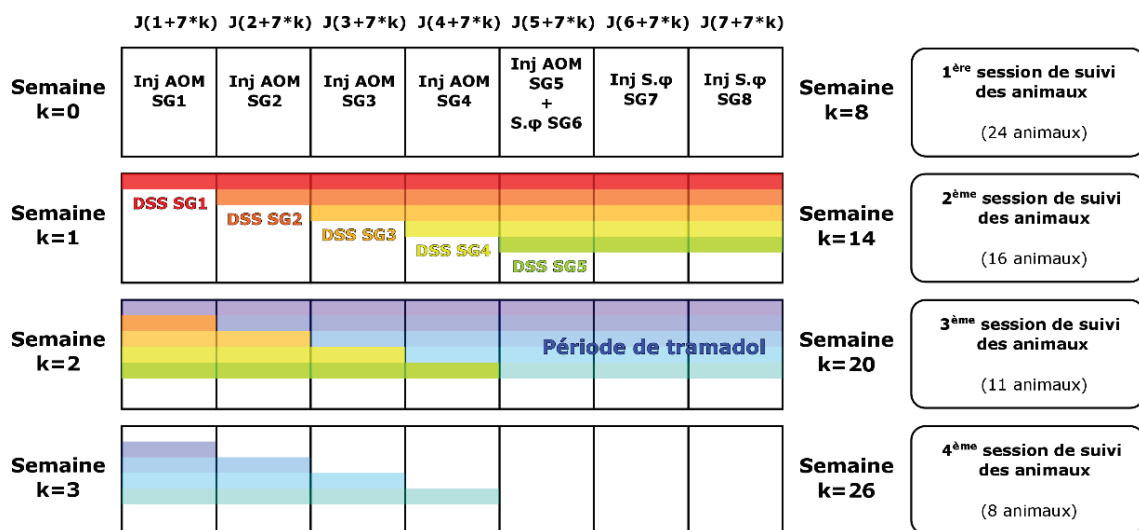 J(1+7*k) J(2+7*k) J(3+7*k) J(4+7*k) J(5+7*k) J(6+7*k) J(7+7*k)
Semaine
k=0
Inj AOM
SG1
Inj AOM
SG2
Inj AOM
SG3
Inj AOM
SG4
Inj AOM
SG5
+
S.φ SG6
Inj S.φ
SG7
Inj S.φ
SG8
Semaine
k=8
1ère session de suivi
des animaux
(24 animaux)
Semaine
k=1
DSS SG1
DSS SG2
DSS SG3
DSS SG4
DSS SG5
Semaine
k=14
2ème session de suivi
des animaux
(16 animaux)
Semaine
k=2
Période de tramadol
Semaine
k=20
3ème session de suivi
des animaux
(11 animaux)
Semaine
k=3
Semaine
k=26
4ème session de suivi
des animaux
(8 animaux)